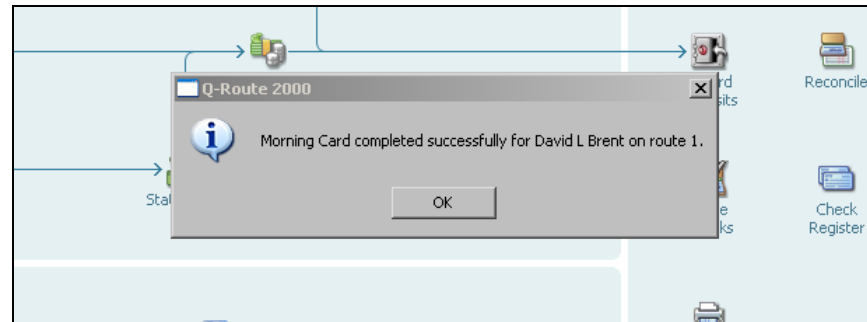 Q-Route 2000
Morning Card completed successfully for David L Brent on route 1.
OK
Reconcile
Check
Register